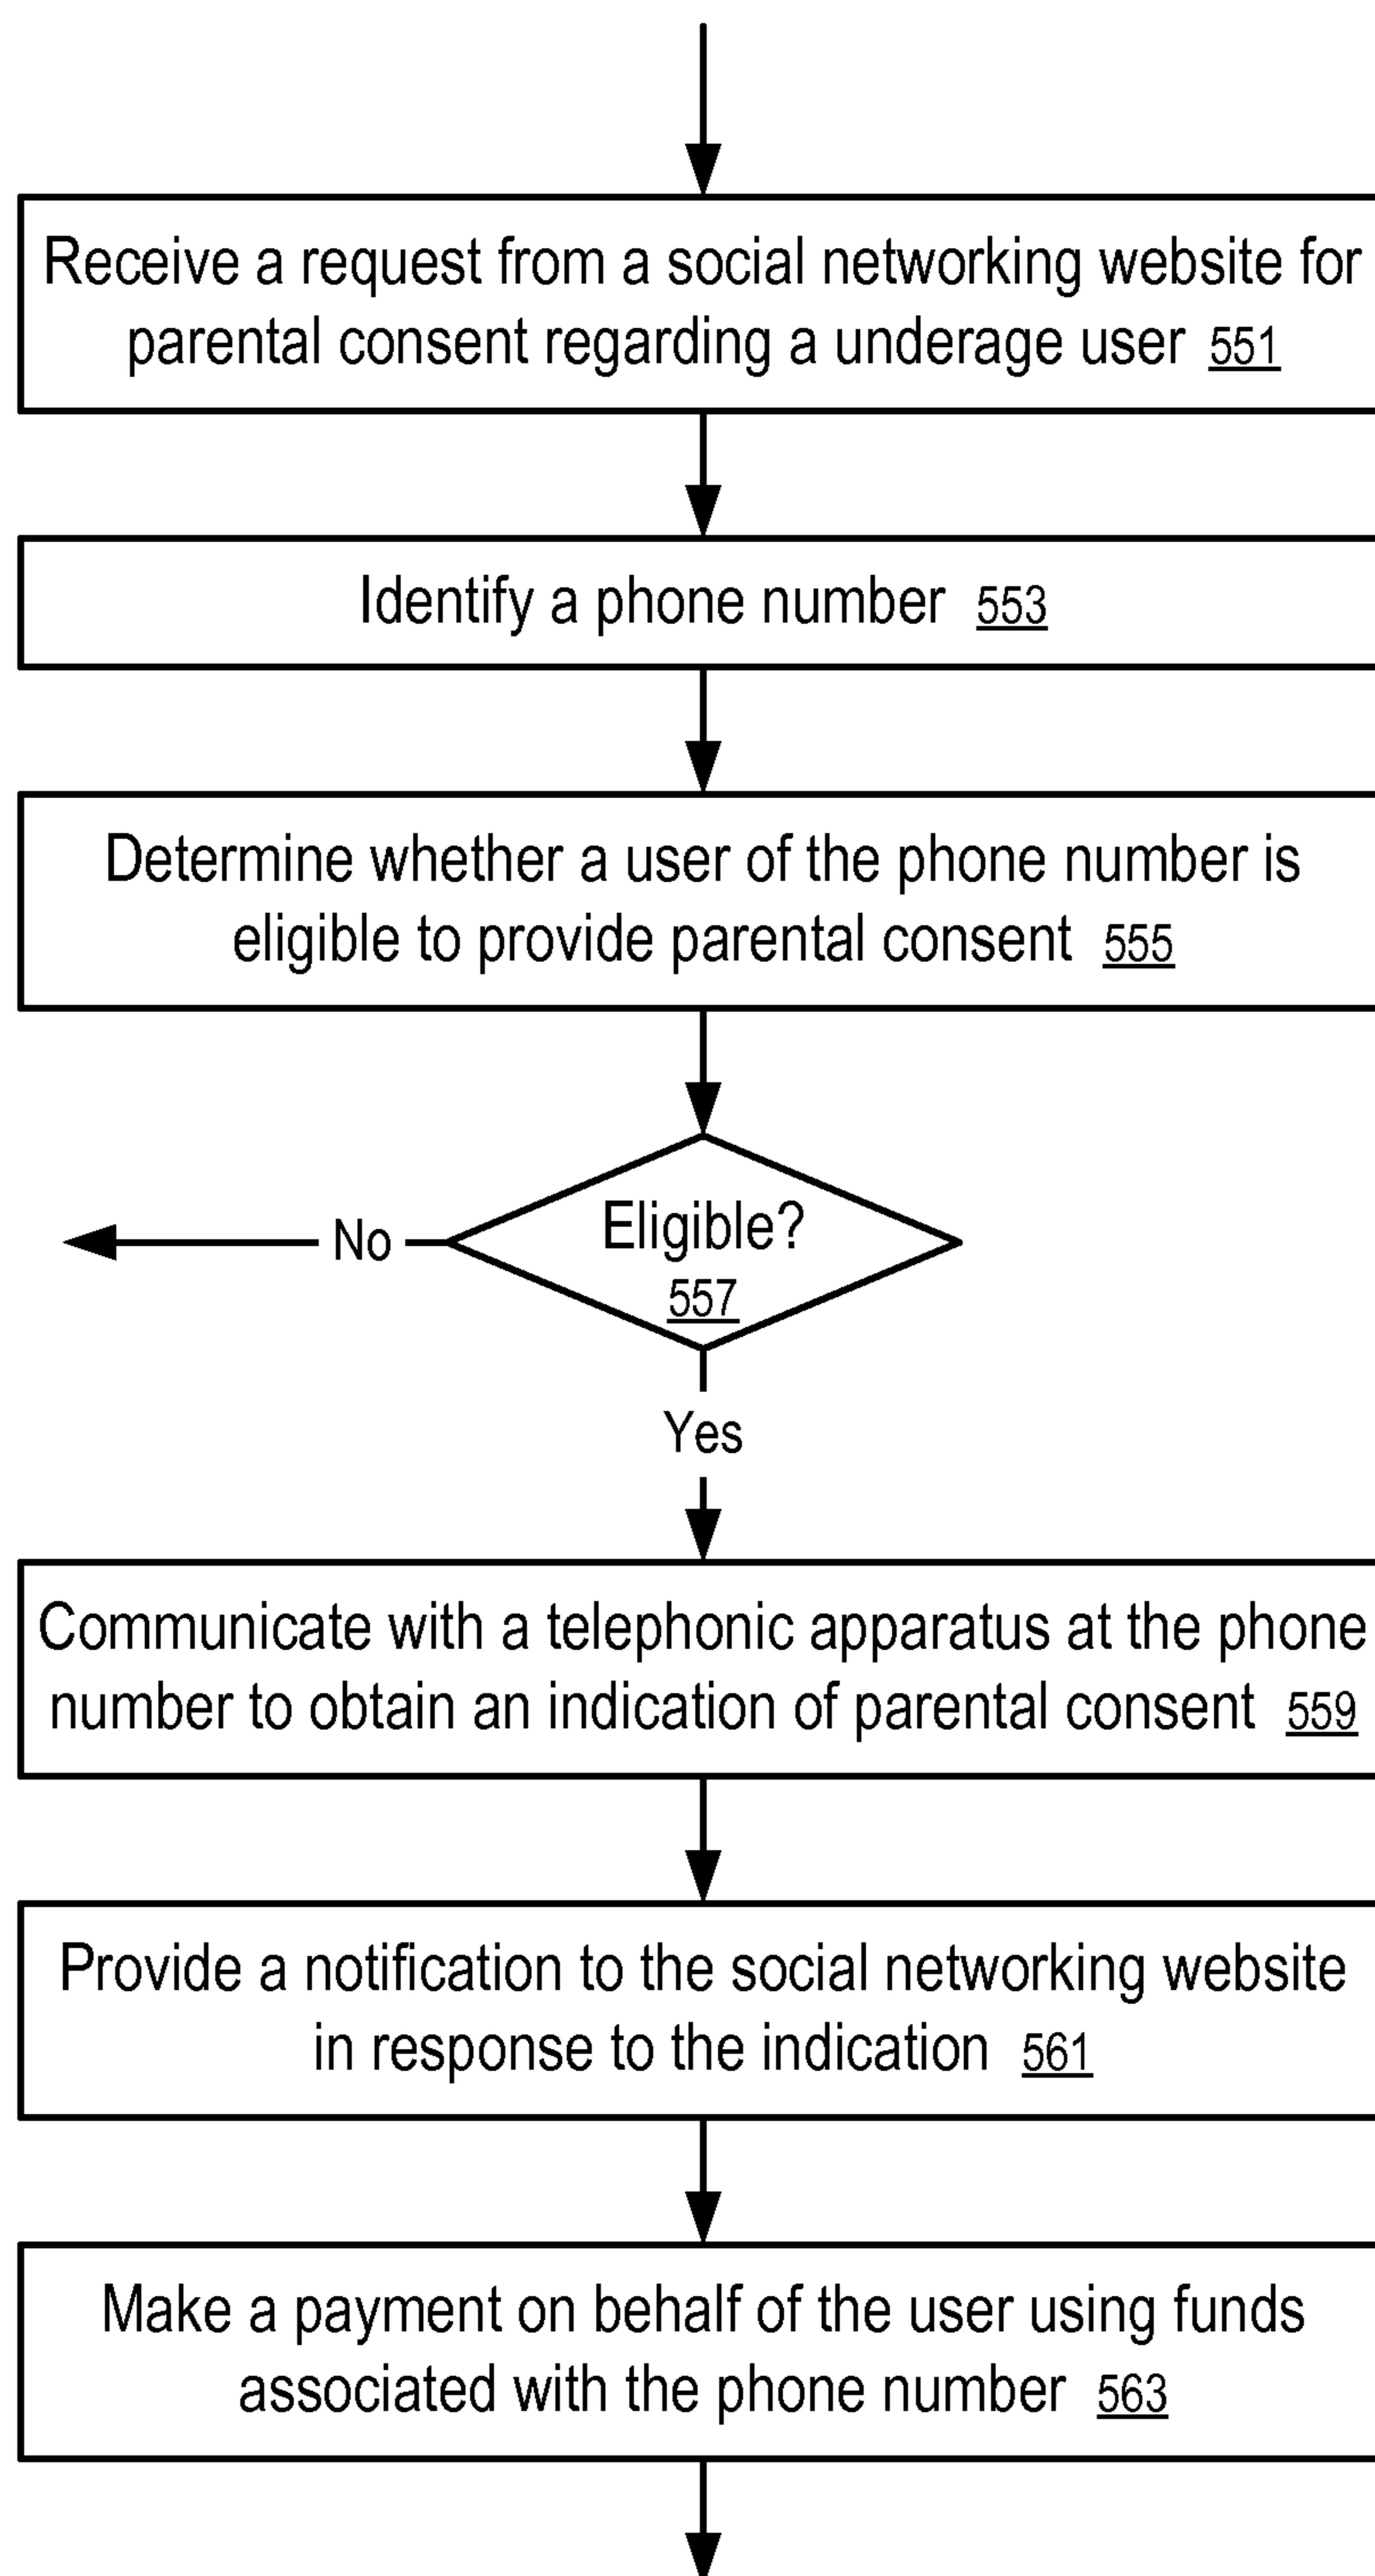 Receive a request from a social networking website for
parental consent regarding a underage user 551
Identify a phone number 553
Determine whether a user of the phone number is
eligible to provide parental consent 555
Eligible?
557
No
Yes
Communicate with a telephonic apparatus at the phone
number to obtain an indication of parental consent 559
Provide a notification to the social networking website
in response to the indication 561
Make a payment on behalf of the user using funds
associated with the phone number 563